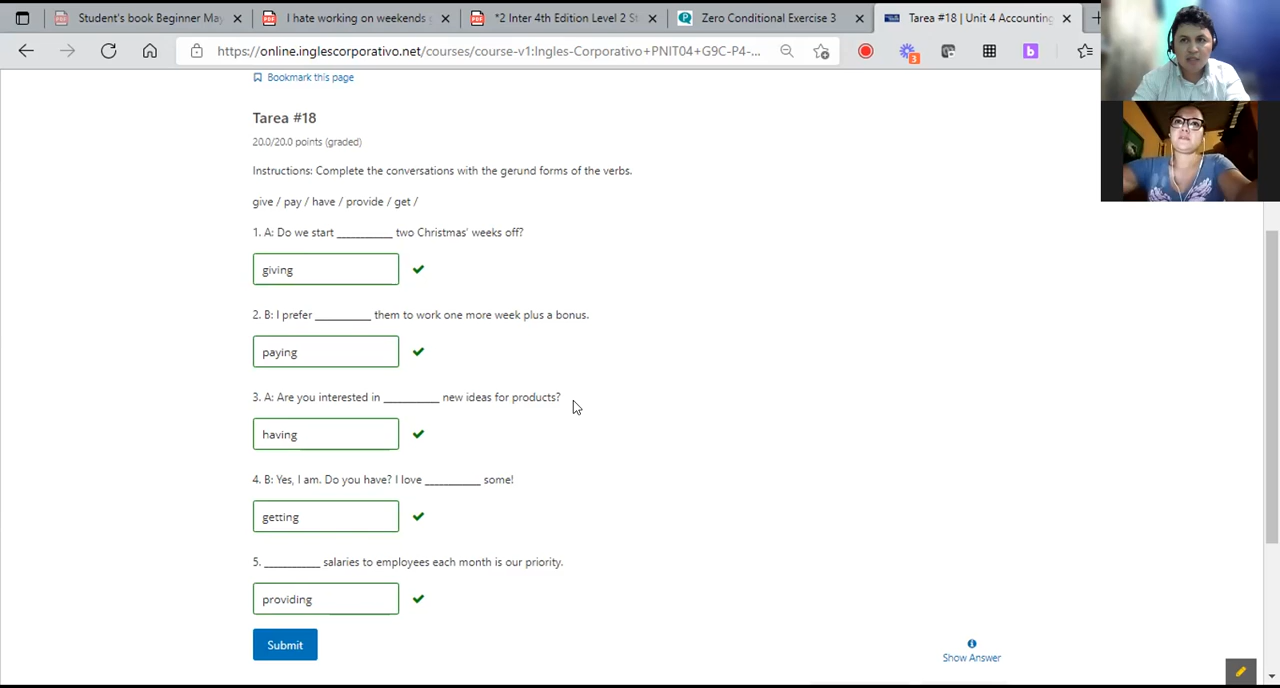 Student's book Beginner May
I hate working on weekends
*2 Inter 4th Edition Level 2 St
Zero Conditional Exercise 3
Tarea #18 | Unit 4 Accounting
https://online.inglescorporativo.net/courses/course-v1:Ingles-Corporativo+PNIT04+G9C-P4-...
3
b
Bookmark this page
Tarea #18
20.0/20.0 points (graded)
Instructions: Complete the conversations with the gerund forms of the verbs.
give / pay / have / provide / get /
1. A: Do we start __________ two Christmas' weeks off?
giving
2. B: I prefer __________ them to work one more week plus a bonus.
paying
3. A: Are you interested in __________ new ideas for products?
having
4. B: Yes, I am. Do you have? I love __________ some!
getting
5. __________ salaries to employees each month is our priority.
providing
Submit
Show Answer